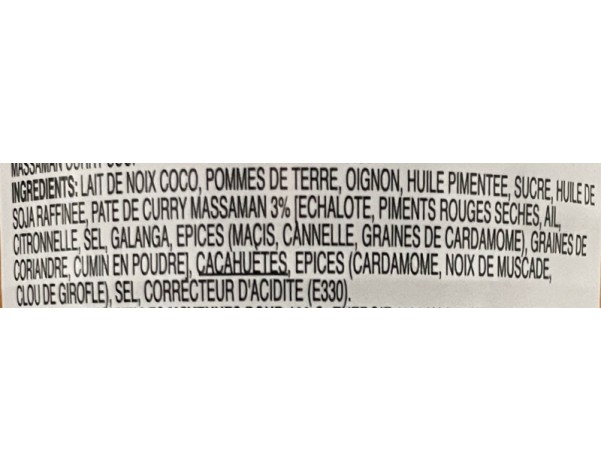 MASSAMAN CURRY
INGREDIENTS: LAIT DE NOIX COCO, POMMES DE TERRE, OIGNON, HUILE PIMENTEE, SUCRE, HUILE DE
SOJA RAFFINEE, PATE DE CURRY MASSAMAN 3% [ECHALOTE, PIMENTS ROUGES SECHES, AIL,
CITRONNELLE, SEL, GALANGA, EPICES (MACIS, CANNELLE, GRAINES DE CARDAMOME), GRAINES DE
CORIANDRE, CUMIN EN POUDRE], CACAHUETES, EPICES (CARDAMOME, NOIX DE MUSCADE,
CLOU DE GIROFLE), SEL, CORRECTEUR D'ACIDITE (E330).